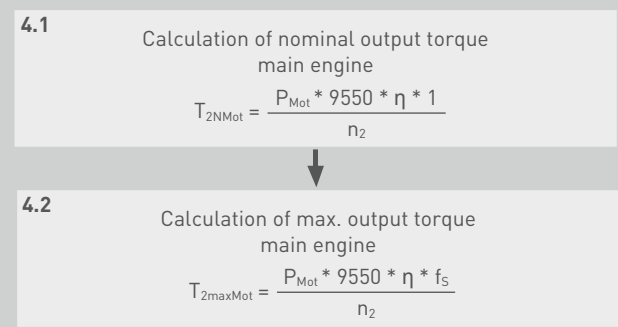 4.1
Calculation of nominal output torque
main engine
T2NMot = PMot * 9550 * η * 1
n2
4.2
Calculation of max. output torque
main engine
T2maxMot = PMot * 9550 * η * fS
n2